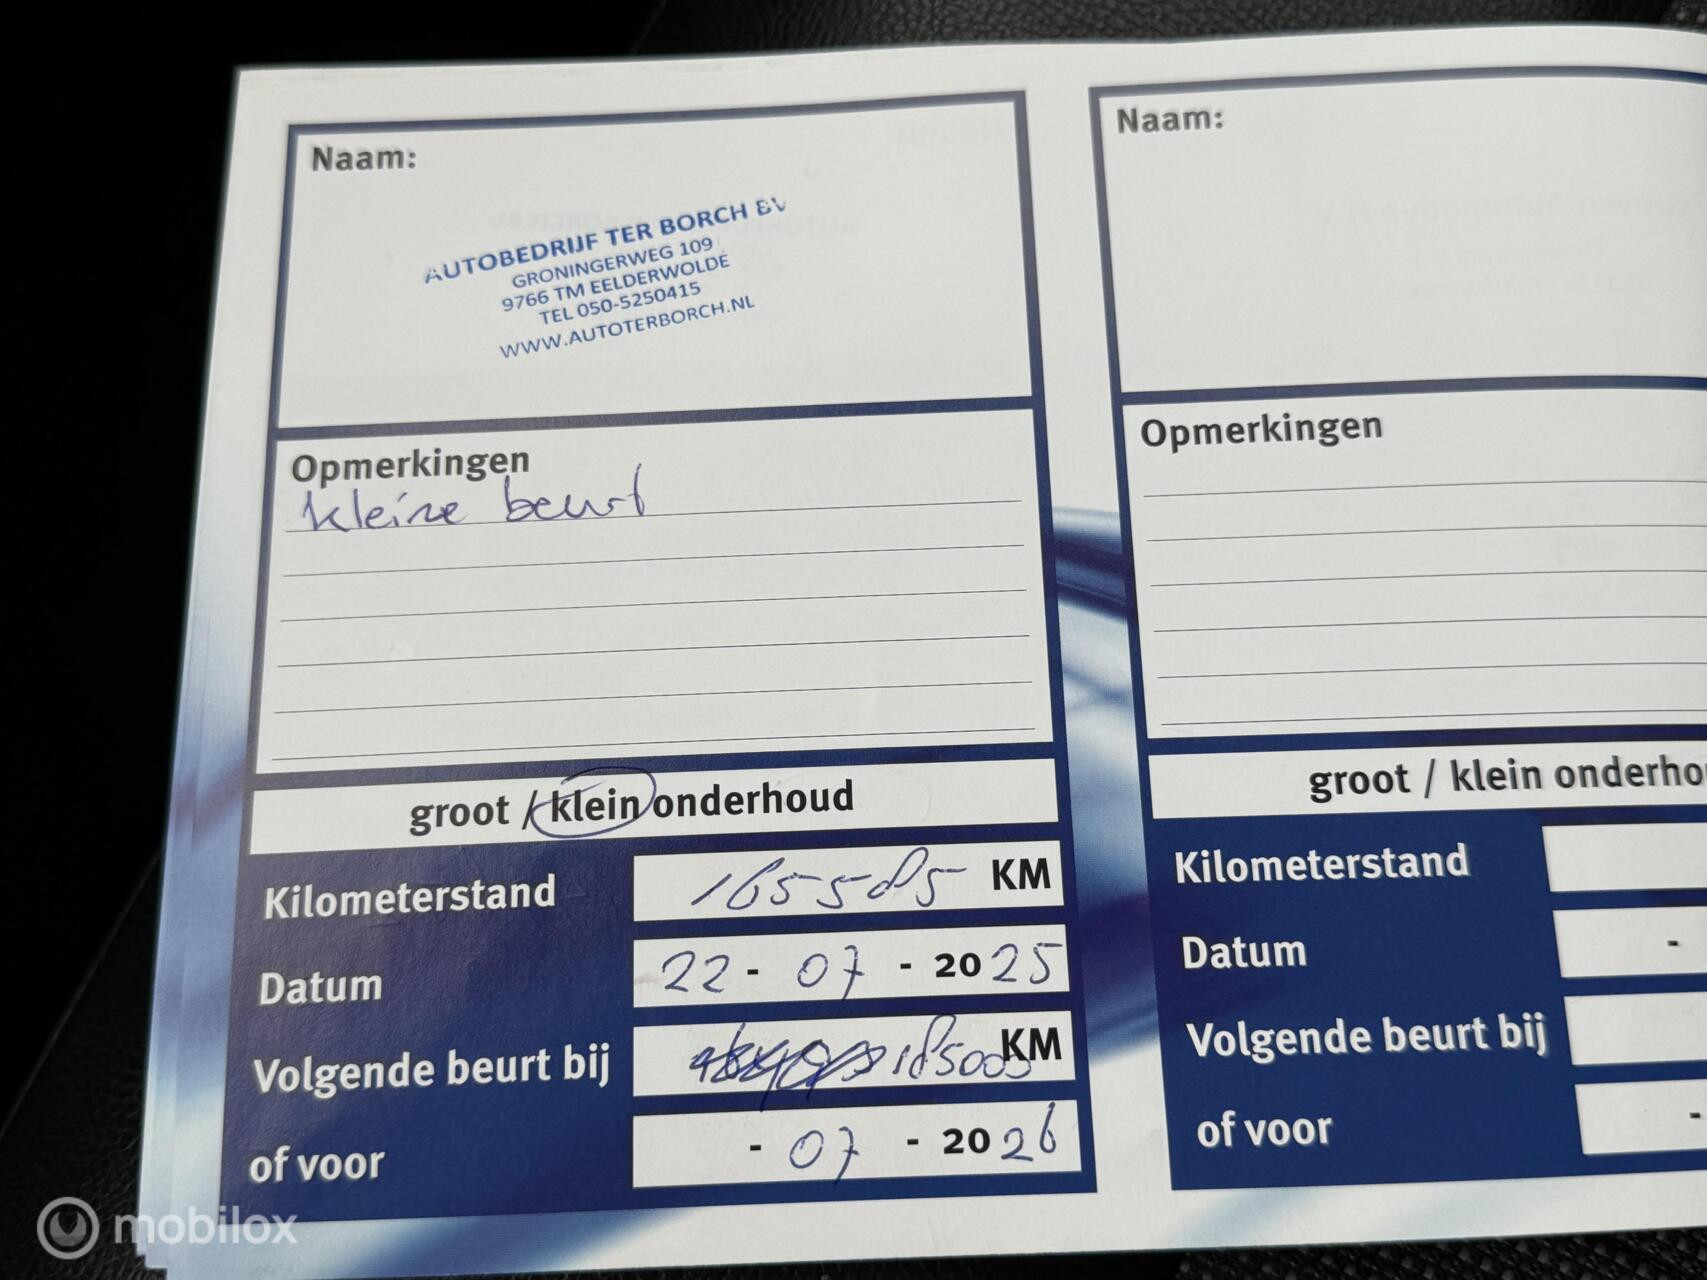 Naam:
AUTOBEDRIJF TER BORCH BV
GRONINGERWEG 109
9766 TM EELDERWOLDE
TEL 050-5250415
WWW.AUTOTERBORCH.NL
Opmerkingen
kleine beurt
groot / klein onderhoud
Kilometerstand 165585 KM
Datum 22 - 07 - 2025
Volgende beurt bij 185000 KM
of voor - 07 - 2026
Naam:
Opmerkingen
groot / klein onderho
Kilometerstand
Datum -
Volgende beurt bij
of voor -
mobilox